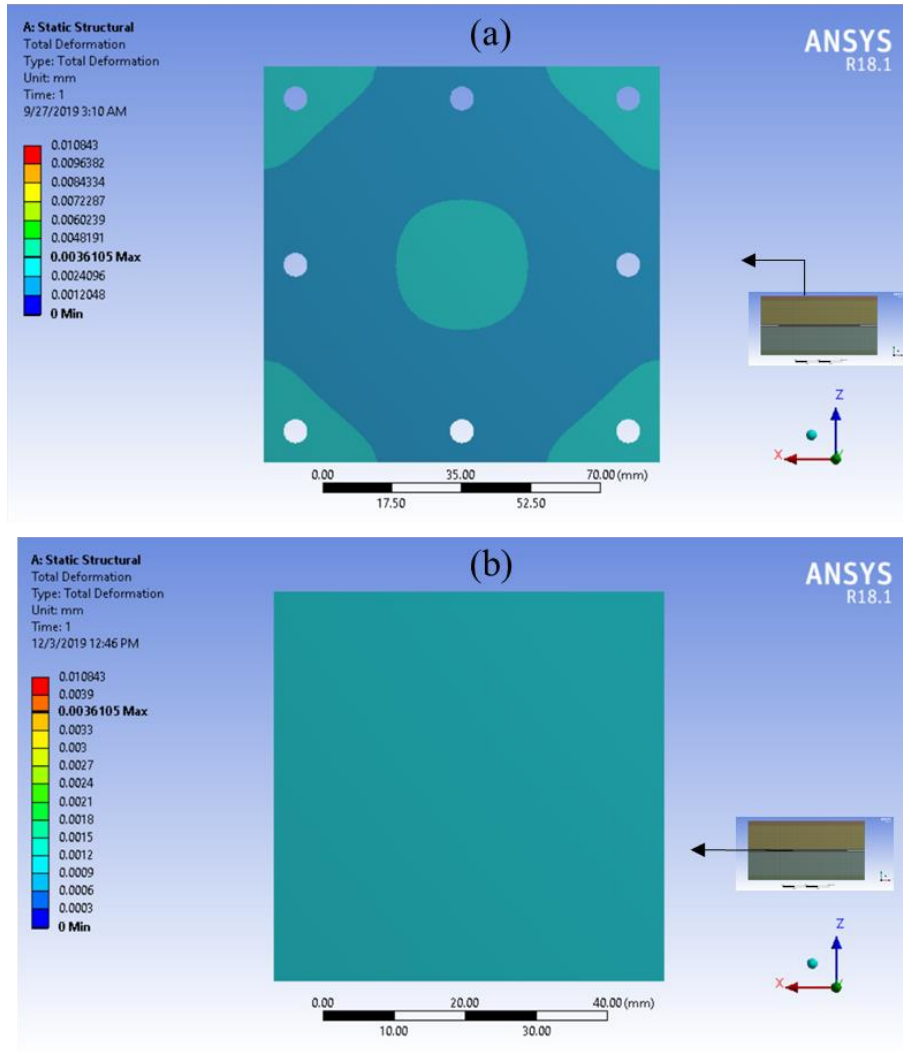 (a)
A: Static Structural
Total Deformation
Type: Total Deformation
Unit: mm
Time: 1
9/27/2019 3:10 AM
ANSYS
R18.1
0.010843
0.0096382
0.0084334
0.0072287
0.0060239
0.0048191
0.0036105 Max
0.0024096
0.0012048
0 Min
Z
X
0.00 35.00 70.00 (mm)
17.50 52.50
(b)
A: Static Structural
Total Deformation
Type: Total Deformation
Unit: mm
Time: 1
12/3/2019 12:46 PM
ANSYS
R18.1
0.010843
0.0039
0.0036105 Max
0.0033
0.003
0.0027
0.0024
0.0021
0.0018
0.0015
0.0012
0.0009
0.0006
0.0003
0 Min
Z
X
0.00 20.00 40.00 (mm)
10.00 30.00